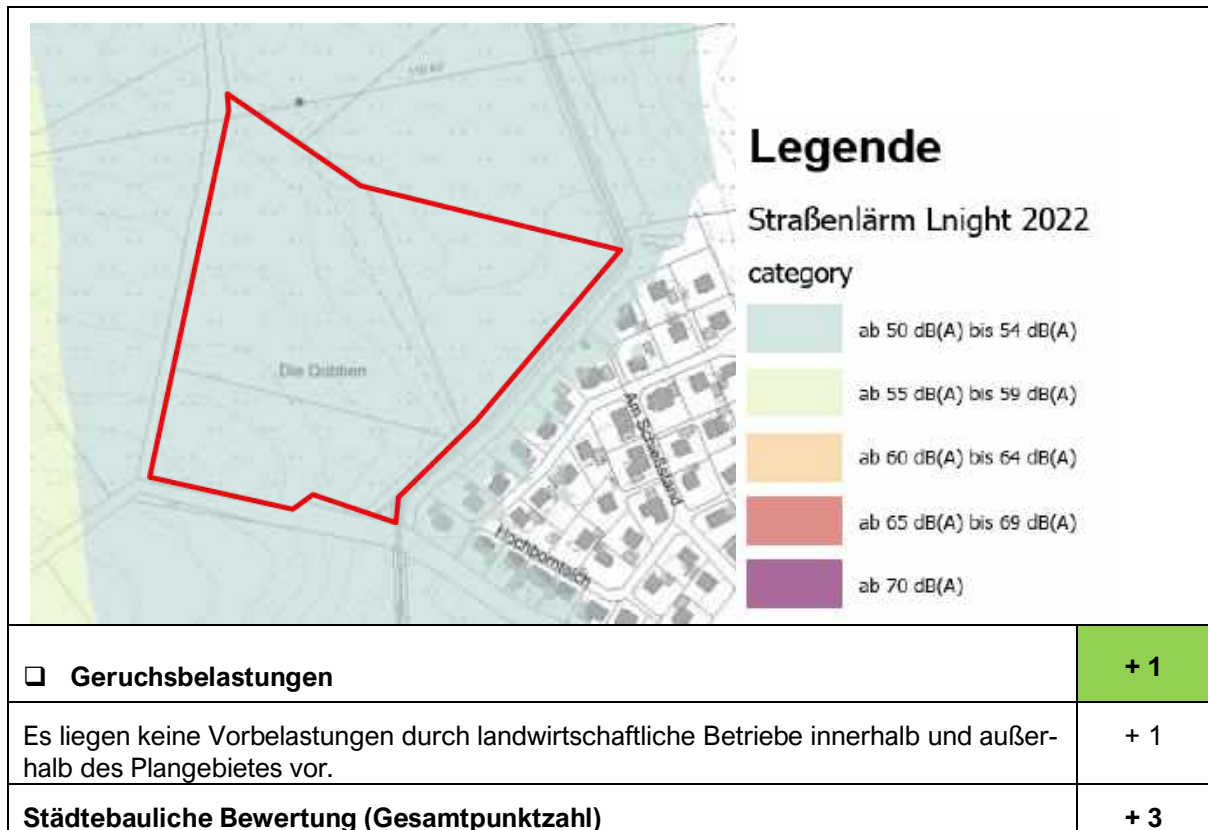 Die Dübben
Am Schießstand
Hochborntalch
Legende
Straßenlärm Lnight 2022
category
ab 50 dB(A) bis 54 dB(A)
ab 55 dB(A) bis 59 dB(A)
ab 60 dB(A) bis 64 dB(A)
ab 65 dB(A) bis 69 dB(A)
ab 70 dB(A)
❑ Geruchsbelastungen + 1
Es liegen keine Vorbelastungen durch landwirtschaftliche Betriebe innerhalb und außer- + 1
halb des Plangebietes vor.
Städtebauliche Bewertung (Gesamtpunktzahl) + 3